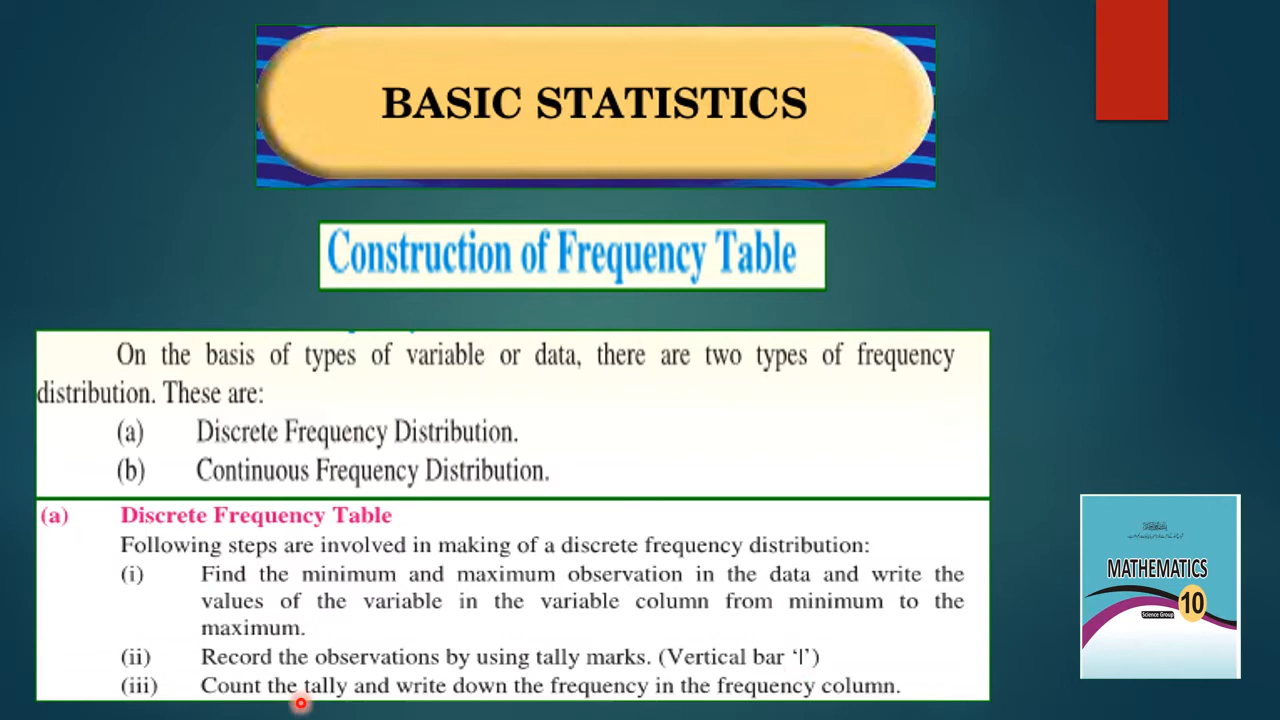 BASIC STATISTICS
Construction of Frequency Table
On the basis of types of variable or data, there are two types of frequency
distribution. These are:
(a) Discrete Frequency Distribution.
(b) Continuous Frequency Distribution.
(a) Discrete Frequency Table
Following steps are involved in making of a discrete frequency distribution:
(i) Find the minimum and maximum observation in the data and write the
values of the variable in the variable column from minimum to the
maximum.
(ii) Record the observations by using tally marks. (Vertical bar ‘|’)
(iii) Count the tally and write down the frequency in the frequency column.
MATHEMATICS
10
Science Group